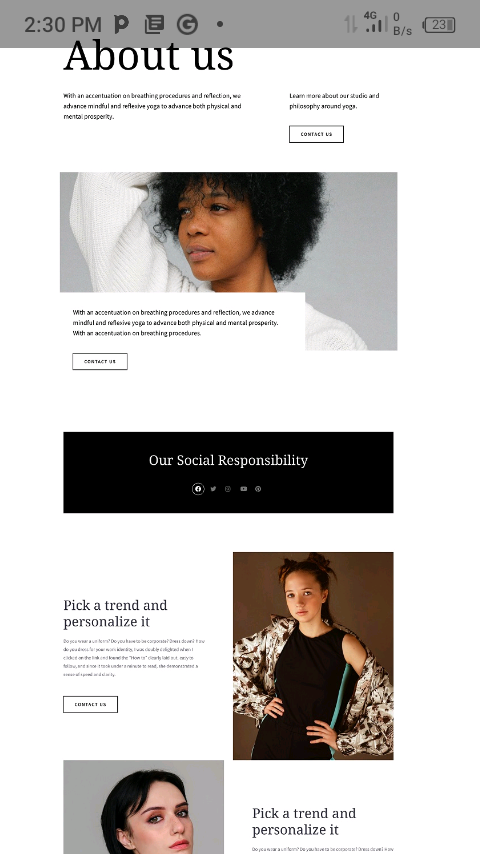 2:30 PM
4G
0
B/s
23
About us
With an accentuation on breathing procedures and reflection, we
advance mindful and reflexive yoga to advance both physical and
mental prosperity.
Learn more about our studio and
philosophy around yoga.
CONTACT US
With an accentuation on breathing procedures and reflection, we advance
mindful and reflexive yoga to advance both physical and mental prosperity.
With an accentuation on breathing procedures.
CONTACT US
Our Social Responsibility
Pick a trend and
personalize it
Do you wear a uniform? Do you have to be corporate? Dress down? How
do you dress for your work identity, I was doubly delighted when I
clicked on the link and found the "How to" clearly laid out, easy to
follow, and since it took under a minute to read, she demonstrated a
sense of speed and clarity.
CONTACT US
Pick a trend and
personalize it
Do you wear a uniform? Do you have to be corporate? Dress down? How